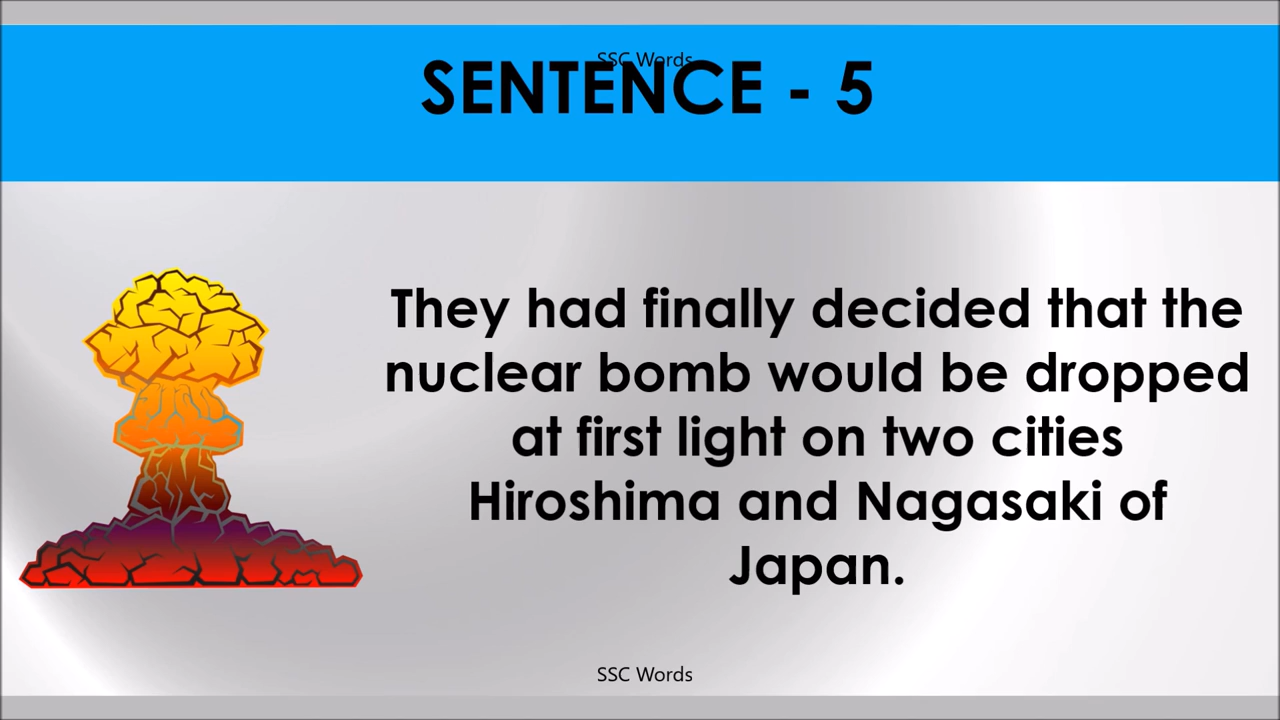 SSC Words
SENTENCE - 5
They had finally decided that the
nuclear bomb would be dropped
at first light on two cities
Hiroshima and Nagasaki of
Japan.
SSC Words